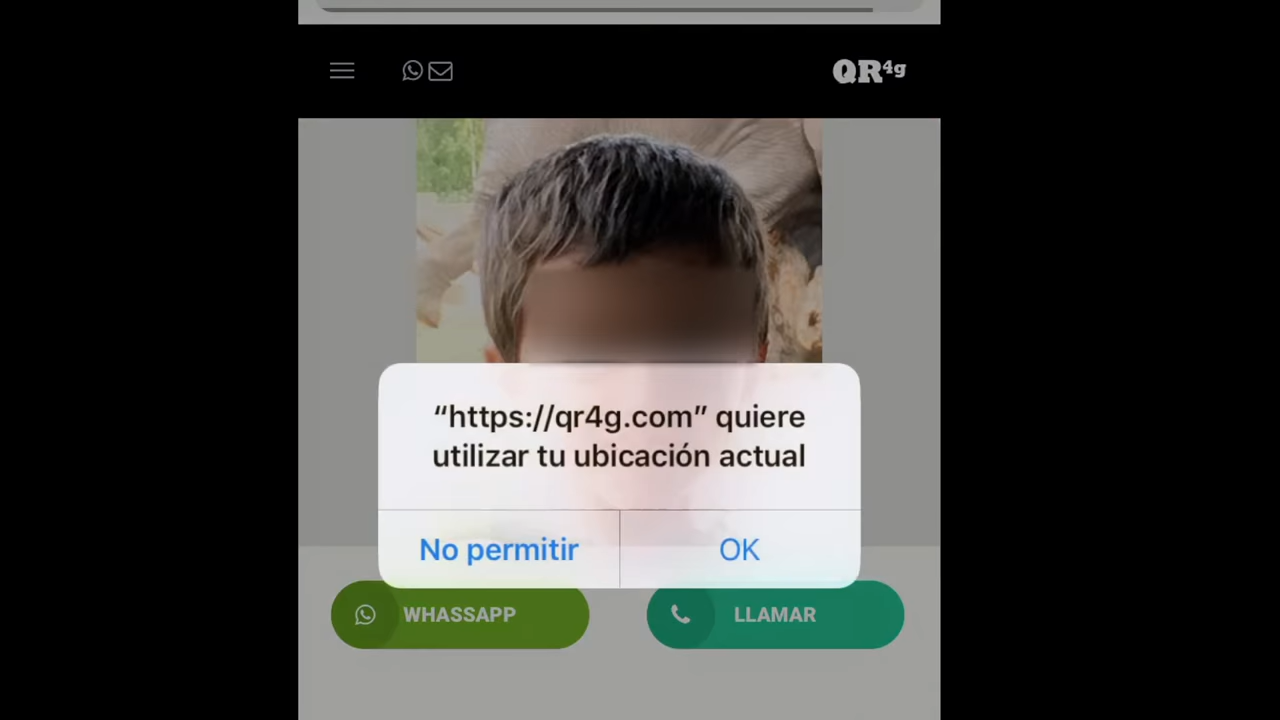 QR4g
“https://qr4g.com” quiere
utilizar tu ubicación actual
No permitir
OK
WHASSAPP
LLAMAR